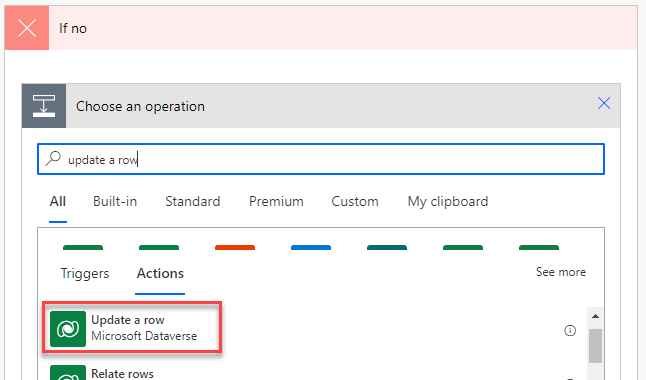 If no
Choose an operation
update a row
All Built-in Standard Premium Custom My clipboard
Triggers Actions See more
Update a row
Microsoft Dataverse
Relate rows